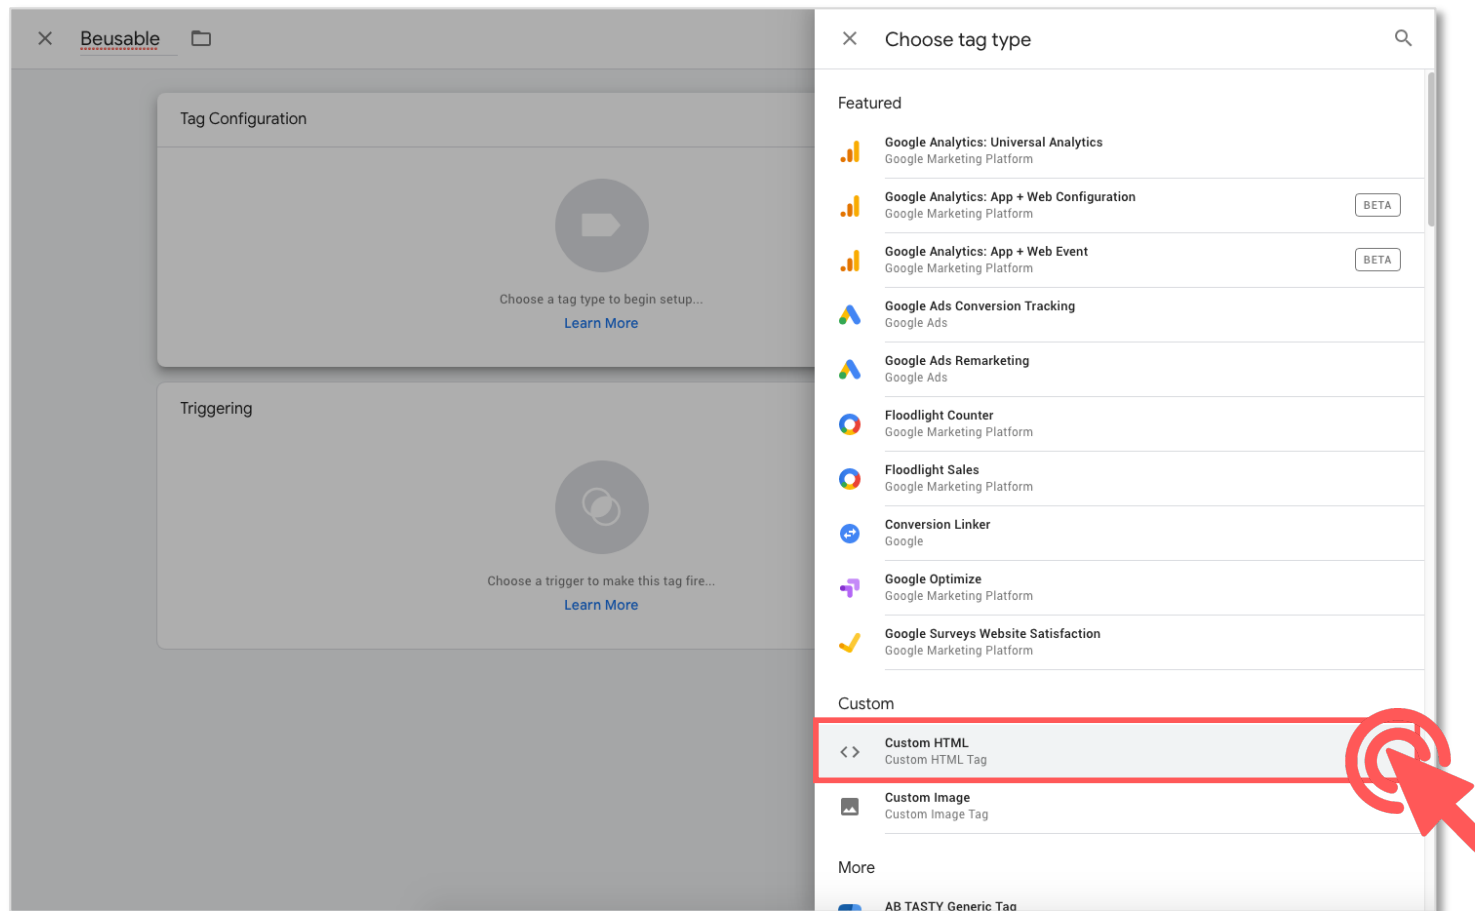 Beusable
Tag Configuration
Choose a tag type to begin setup...
Learn More
Triggering
Choose a trigger to make this tag fire...
Learn More
Choose tag type
Featured
Google Analytics: Universal Analytics
Google Marketing Platform
Google Analytics: App + Web Configuration
Google Marketing Platform
BETA
Google Analytics: App + Web Event
Google Marketing Platform
BETA
Google Ads Conversion Tracking
Google Ads
Google Ads Remarketing
Google Ads
Floodlight Counter
Google Marketing Platform
Floodlight Sales
Google Marketing Platform
Conversion Linker
Google
Google Optimize
Google Marketing Platform
Google Surveys Website Satisfaction
Google Marketing Platform
Custom
Custom HTML
Custom HTML Tag
Custom Image
Custom Image Tag
More
AB TASTY Generic Tag